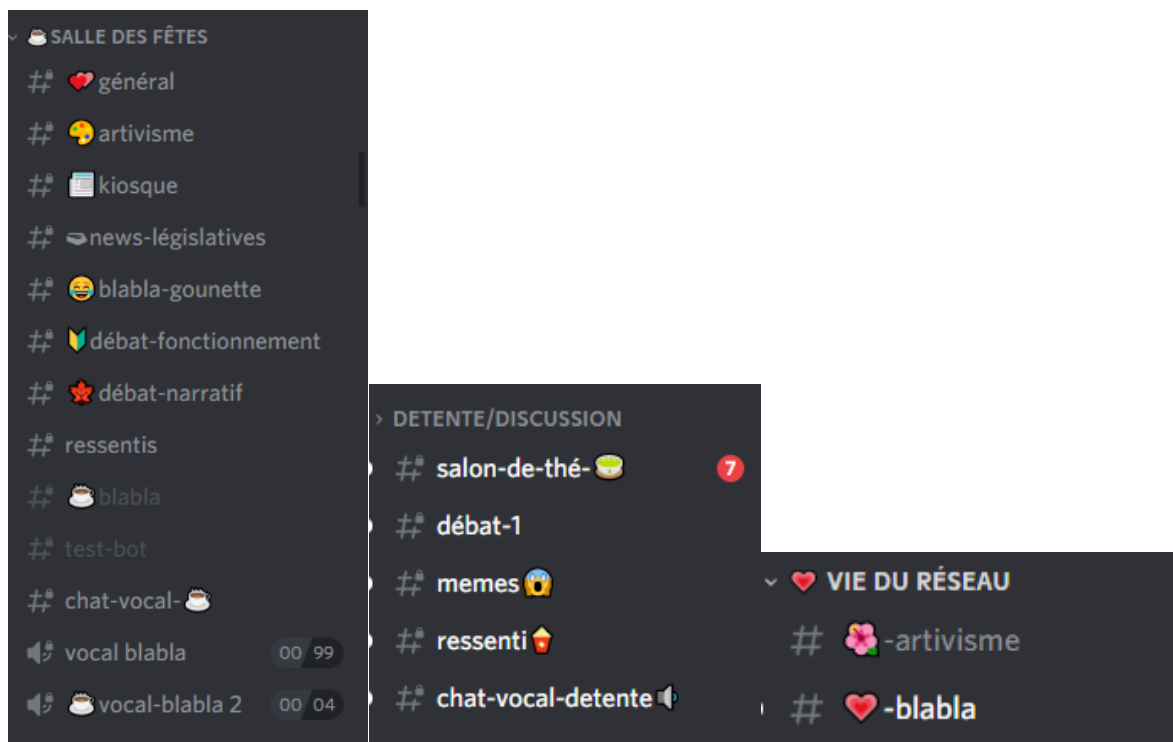 ☕SALLE DES FÊTES
💕général
🎨artivisme
📰kiosque
news-législatives
😂blabla-gounette
🔰débat-fonctionnement
🍁débat-narratif
ressentis
☕blabla
test-bot
chat-vocal-☕
vocal blabla 00 99
☕vocal-blabla 2 00 04
DETENTE/DISCUSSION
salon-de-thé-🍵 7
débat-1
memes😱
ressenti🍿
chat-vocal-detente🔈
❤️ VIE DU RÉSEAU
🌺-artivisme
❤️-blabla